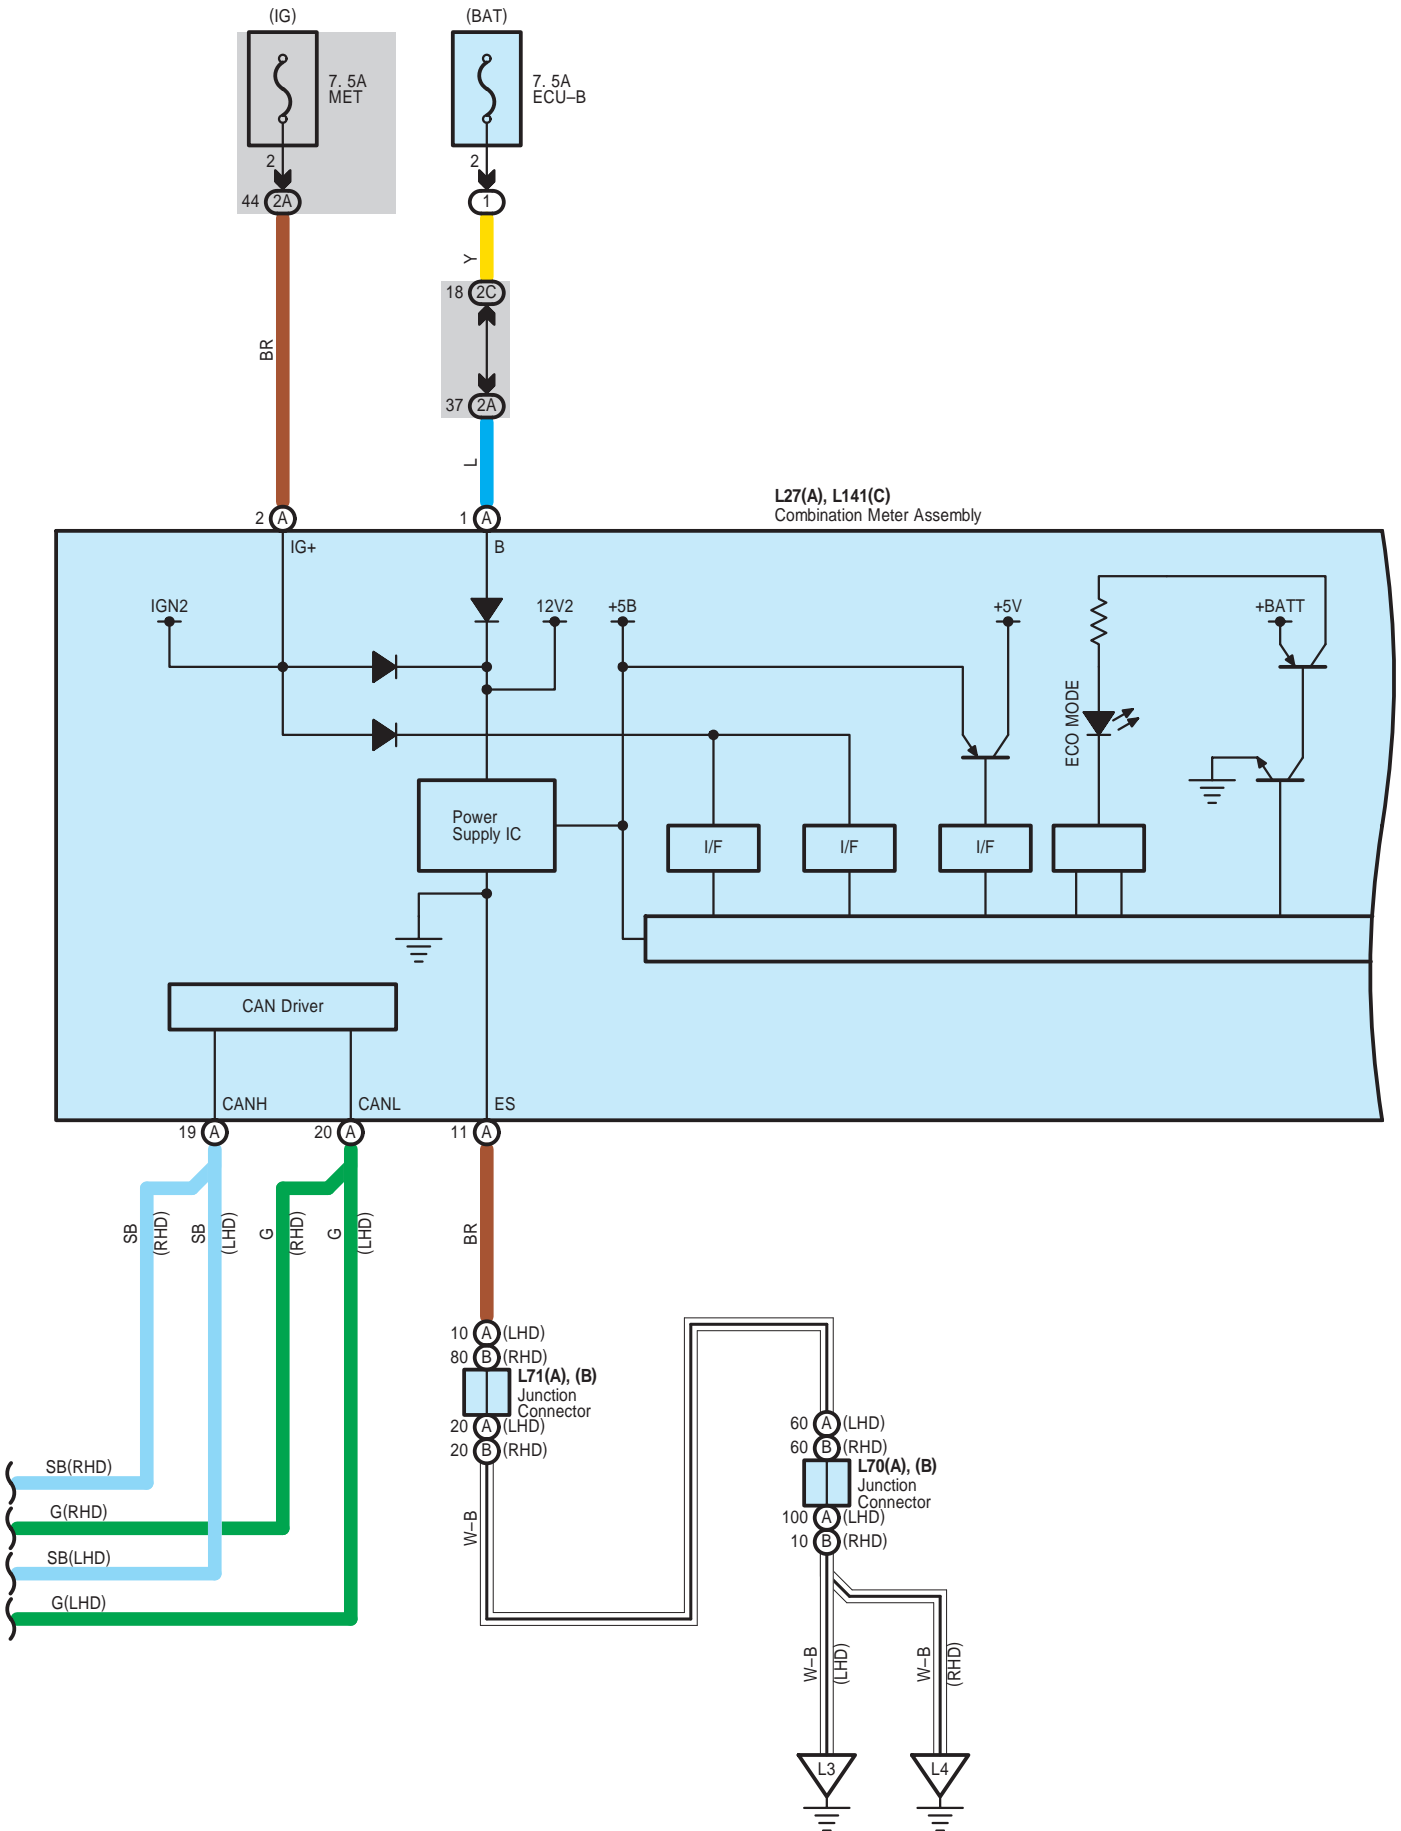 (IG)
(BAT)
7. 5A
MET
7. 5A
ECU–B
2
2
44 2A
1
Y
18 2C
BR
37 2A
L
L27(A), L141(C)
Combination Meter Assembly
2 A
1 A
IG+
B
IGN2
12V2
+5B
+5V
+BATT
ECO MODE
Power
Supply IC
I/F
I/F
I/F
CAN Driver
CANH
CANL
ES
19 A
20 A
11 A
SB
(RHD)
SB
(LHD)
G
(RHD)
G
(LHD)
BR
10 A (LHD)
80 B (RHD)
L71(A), (B)
Junction
Connector
20 A (LHD)
20 B (RHD)
60 A (LHD)
60 B (RHD)
L70(A), (B)
Junction
Connector
100 A (LHD)
10 B (RHD)
SB(RHD)
G(RHD)
SB(LHD)
G(LHD)
W–B
W–B
(LHD)
W–B
(RHD)
L3
L4